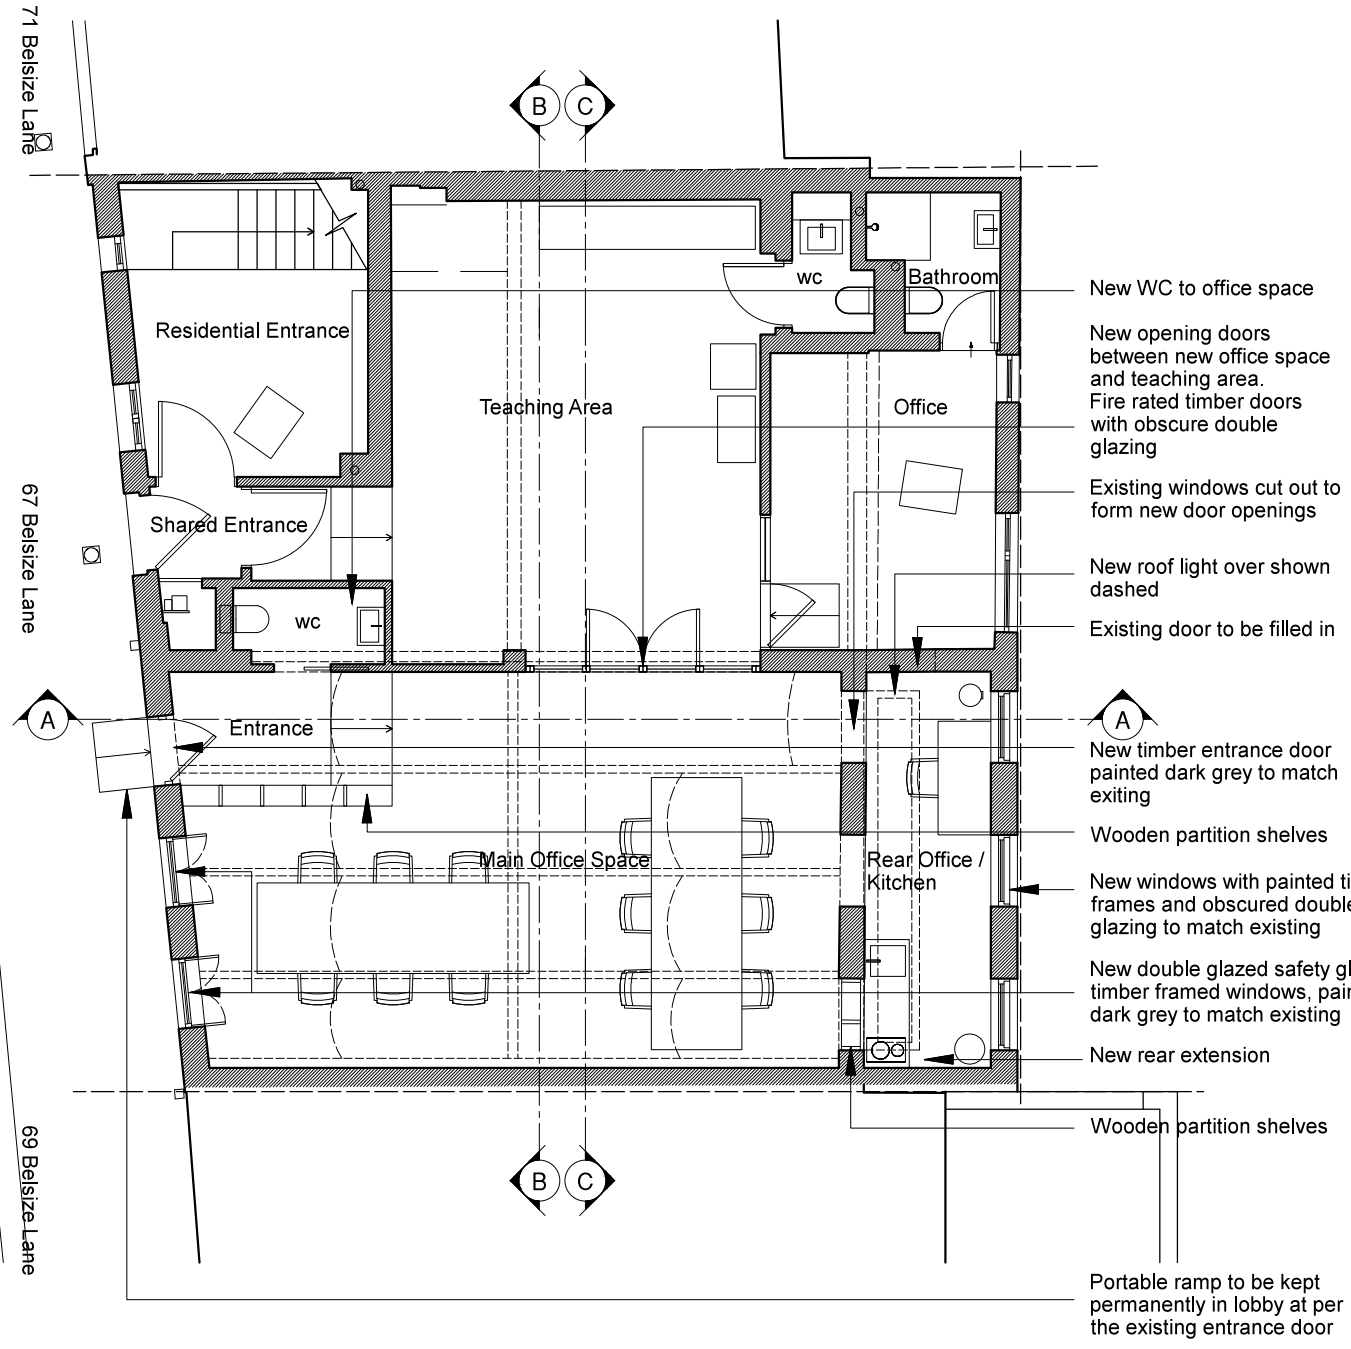 71 Belsize Lane
67 Belsize Lane
69 Belsize Lane
B
C
Residential Entrance
Teaching Area
wc
Bathroom
Office
Shared Entrance
wc
A
Entrance
A
Main Office Space
Rear Office /
Kitchen
B
C
New WC to office space
New opening doors
between new office space
and teaching area.
Fire rated timber doors
with obscure double
glazing
Existing windows cut out to
form new door openings
New roof light over shown
dashed
Existing door to be filled in
New timber entrance door
painted dark grey to match
exiting
Wooden partition shelves
New windows with painted ti
frames and obscured double
glazing to match existing
New double glazed safety gl
timber framed windows, pain
dark grey to match existing
New rear extension
Wooden partition shelves
Portable ramp to be kept
permanently in lobby at per
the existing entrance door